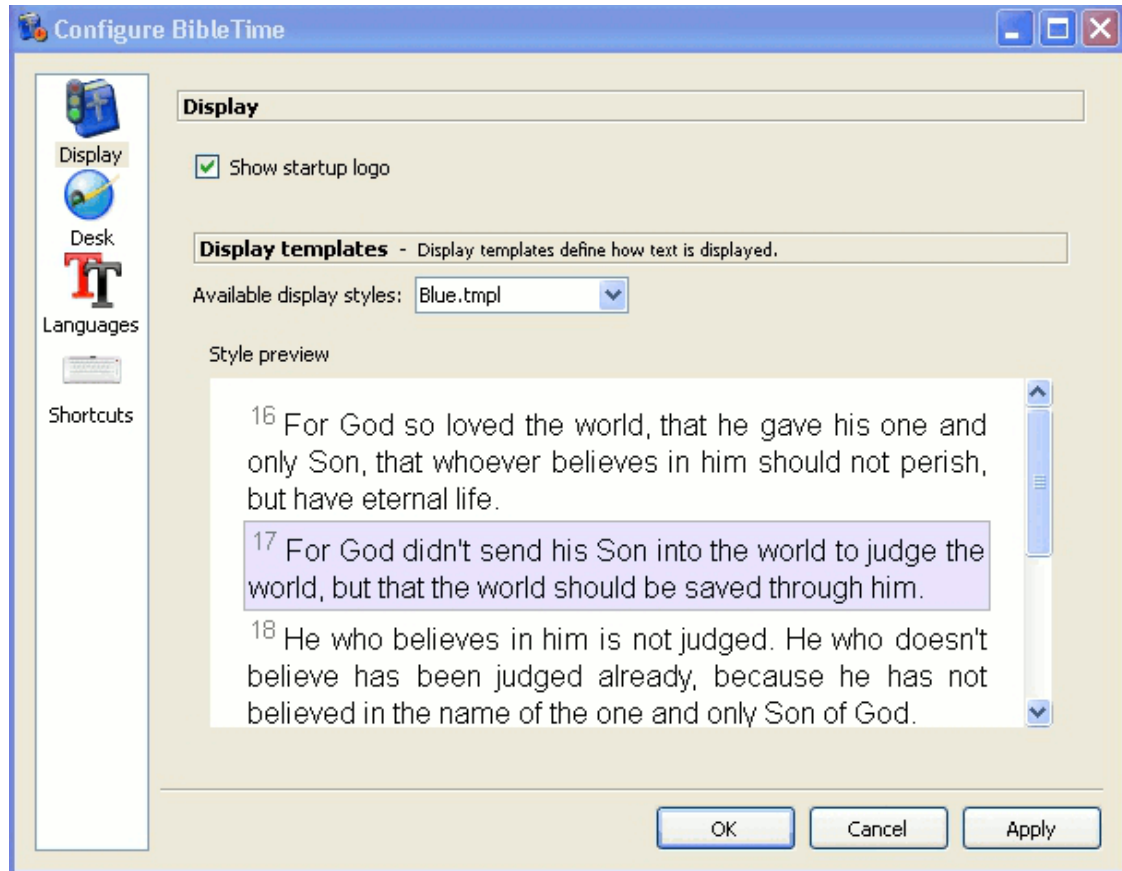 Configure BibleTime
Display
Desk
Languages
Shortcuts
Display
Show startup logo
Display templates - Display templates define how text is displayed.
Available display styles: Blue.tmpl
Style preview
16 For God so loved the world, that he gave his one and
only Son, that whoever believes in him should not perish,
but have eternal life.
17 For God didn't send his Son into the world to judge the
world, but that the world should be saved through him.
18 He who believes in him is not judged. He who doesn't
believe has been judged already, because he has not
believed in the name of the one and only Son of God.
OK Cancel Apply